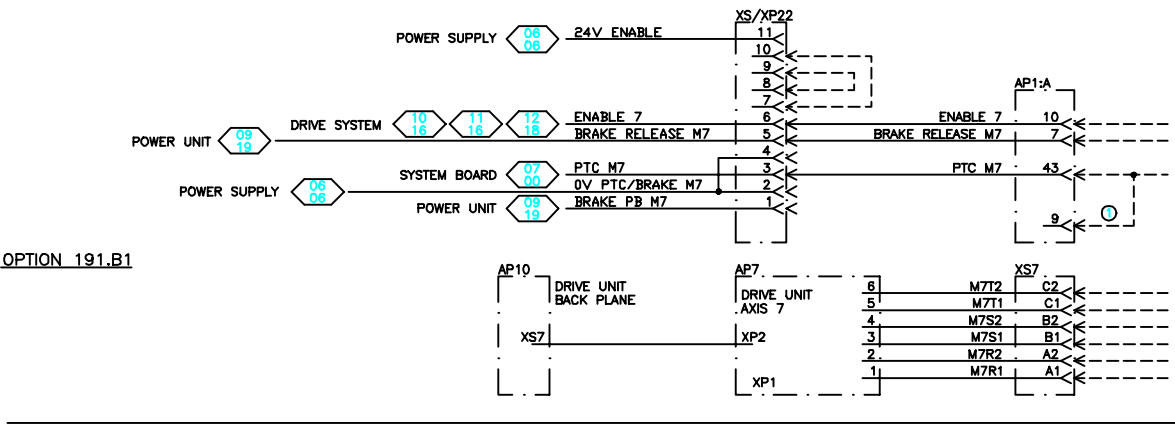 XS/XP22
POWER SUPPLY 06 06 24V ENABLE 11
10
9
8
7
AP1:A
DRIVE SYSTEM 10 16 11 16 12 18 ENABLE 7 6 ENABLE 7 10
POWER UNIT 09 19 BRAKE RELEASE M7 5 BRAKE RELEASE M7 7
4
SYSTEM BOARD 07 00 PTC M7 3 PTC M7 43
POWER SUPPLY 06 06 0V PTC/BRAKE M7 2
POWER UNIT 09 19 BRAKE PB M7 1
1
9
OPTION 191.B1
AP10
DRIVE UNIT
BACK PLANE
XS7
AP7
DRIVE UNIT
AXIS 7
XP2
XP1
XS7
6 M7T2 C2
5 M7T1 C1
4 M7S2 B2
3 M7S1 B1
2 M7R2 A2
1 M7R1 A1